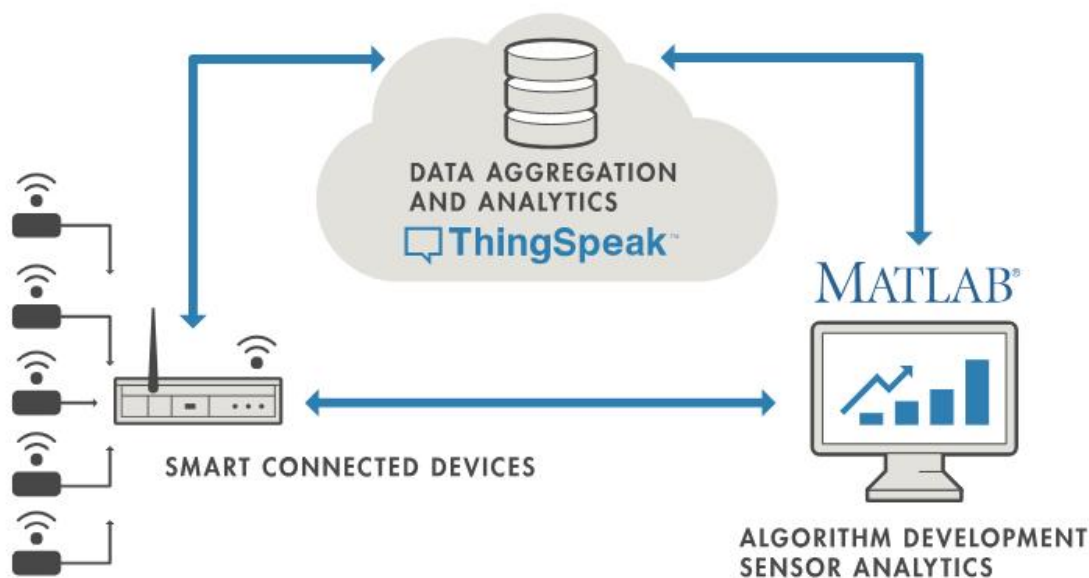 DATA AGGREGATION
AND ANALYTICS
ThingSpeak™
MATLAB®
SMART CONNECTED DEVICES
ALGORITHM DEVELOPMENT
SENSOR ANALYTICS